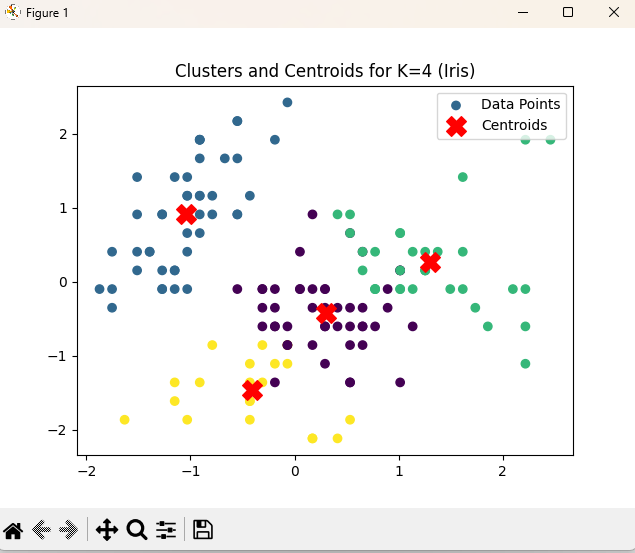 Figure 1
Clusters and Centroids for K=4 (Iris)
Data Points
Centroids
2
1
0
−1
−2
−2 −1 0 1 2